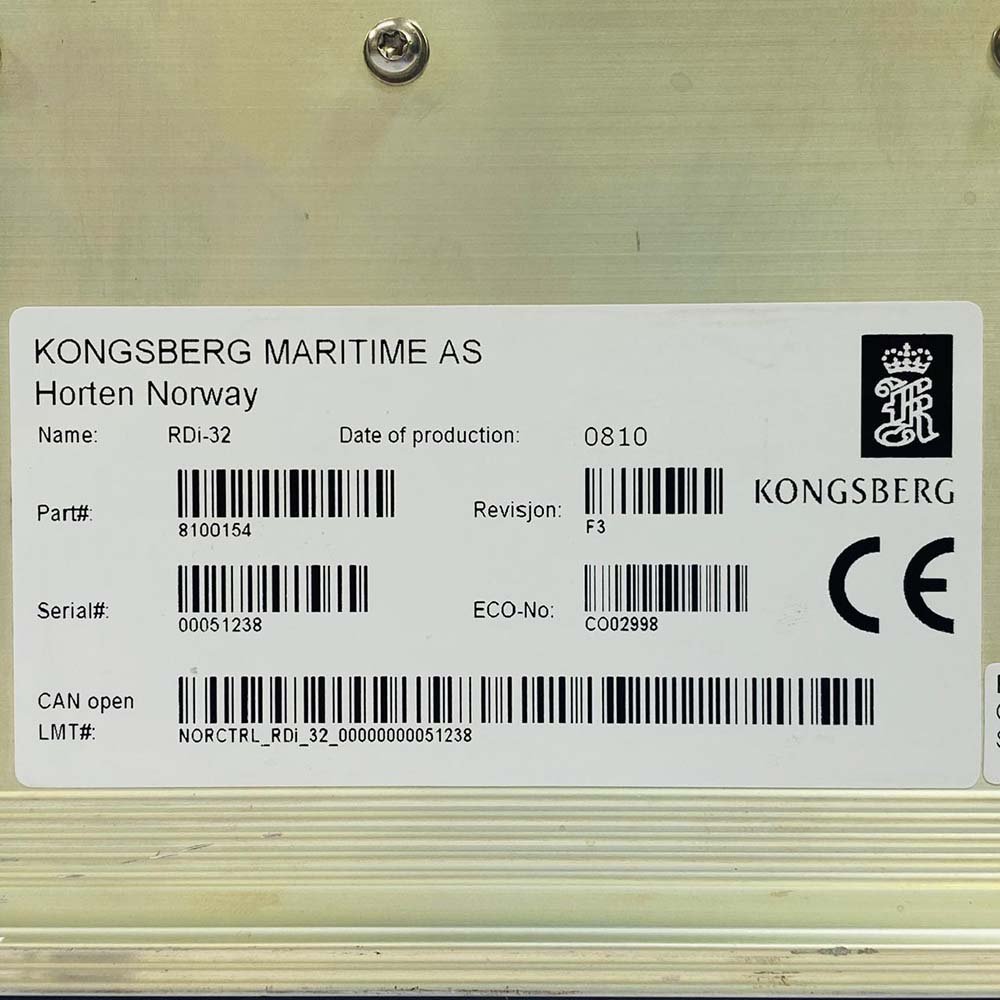 KONGSBERG MARITIME AS
Horten Norway
Name: RDi-32 Date of production: 0810
KONGSBERG
Part#: 8100154 Revisjon: F3
Serial#: 00051238 ECO-No: CO02998
CE
CAN open
LMT#: NORCTRL_RDi_32_00000000051238